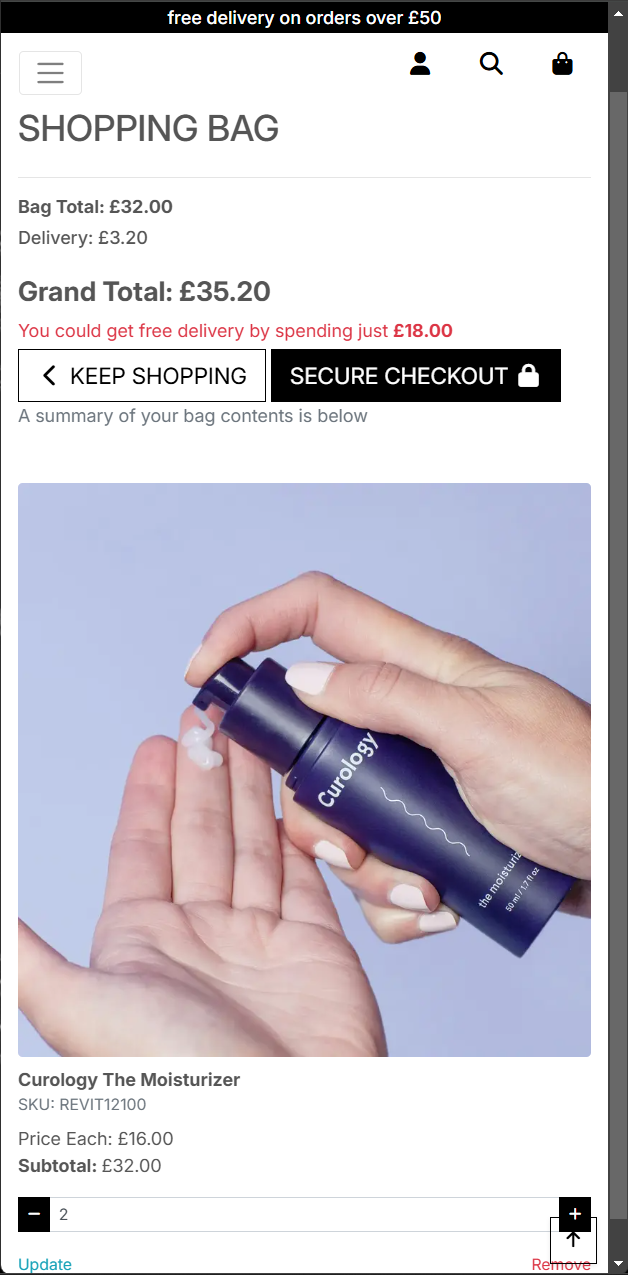 free delivery on orders over £50
SHOPPING BAG
Bag Total: £32.00
Delivery: £3.20
Grand Total: £35.20
You could get free delivery by spending just £18.00
KEEP SHOPPING
SECURE CHECKOUT
A summary of your bag contents is below
Curology
the moisturiz
50 ml / 1.7 fl oz
Curology The Moisturizer
SKU: REVIT12100
Price Each: £16.00
Subtotal: £32.00
2
Update
Remove